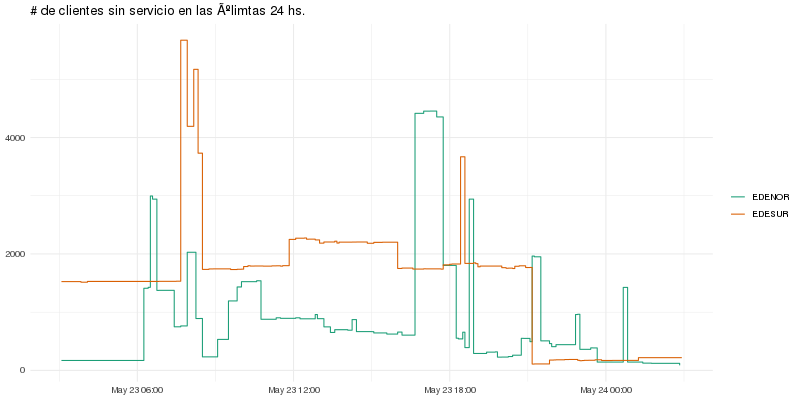 # de clientes sin servicio en las Ãºlimtas 24 hs.
4000
2000
0
May 23 06:00
May 23 12:00
May 23 18:00
May 24 00:00
EDENOR
EDESUR